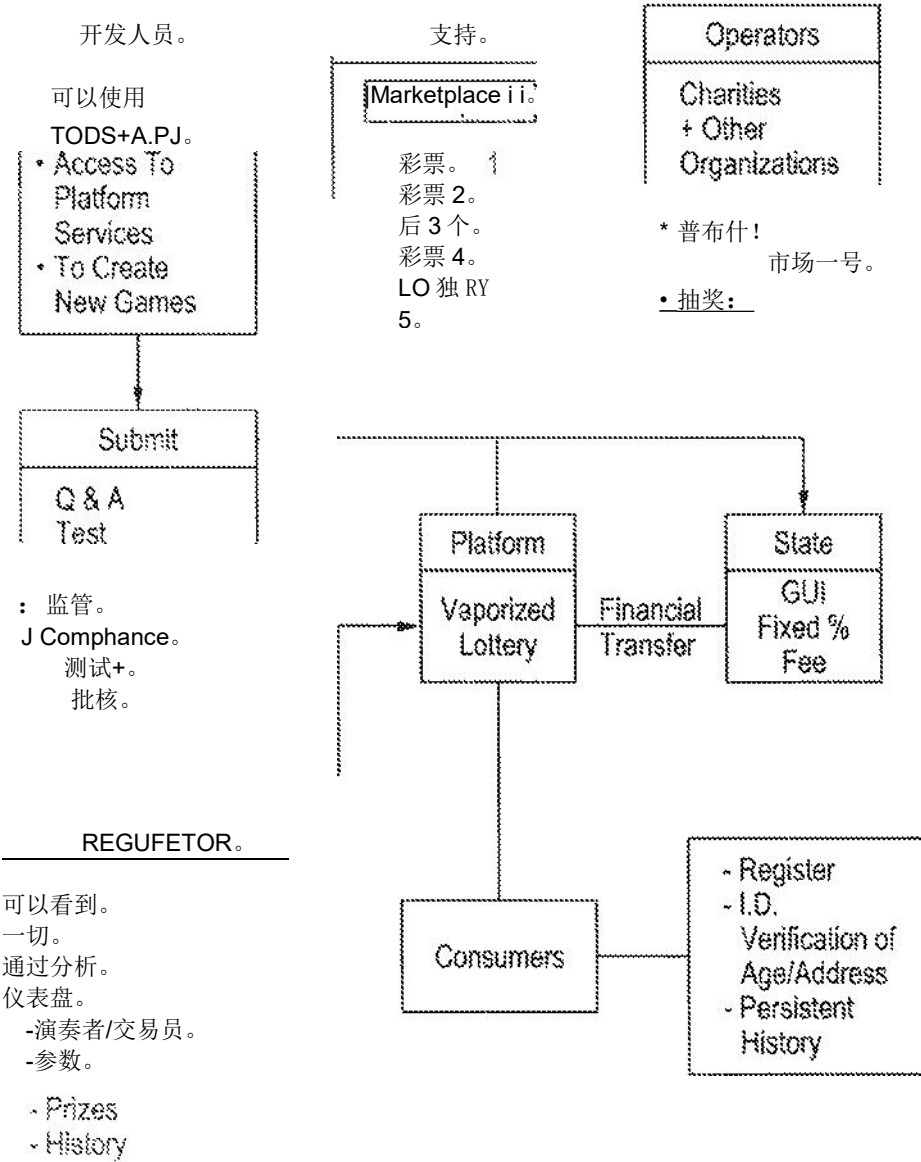 开发人员。
可以使用
TODS+A.PJ。
• Access To
Platform
Services
• To Create
New Games
支持。
Marketplace i i。
彩票。
彩票 2。
后 3 个。
彩票 4。
LO 独 RY
5。
Operators
Charities
+ Other
Organizations
* 普布什！
市场一号。
• 抽奖：
Submit
Q & A
Test
： 监管。
J Comphance。
测试+。
批核。
Platform
Vaporized
Lottery
Financial
Transfer
State
GUI
Fixed %
Fee
REGUFETOR。
可以看到。
一切。
通过分析。
仪表盘。
-演奏者/交易员。
-参数。
- Prizes
- History
Consumers
- Register
- I.D.
Verification of
Age/Address
- Persistent
History